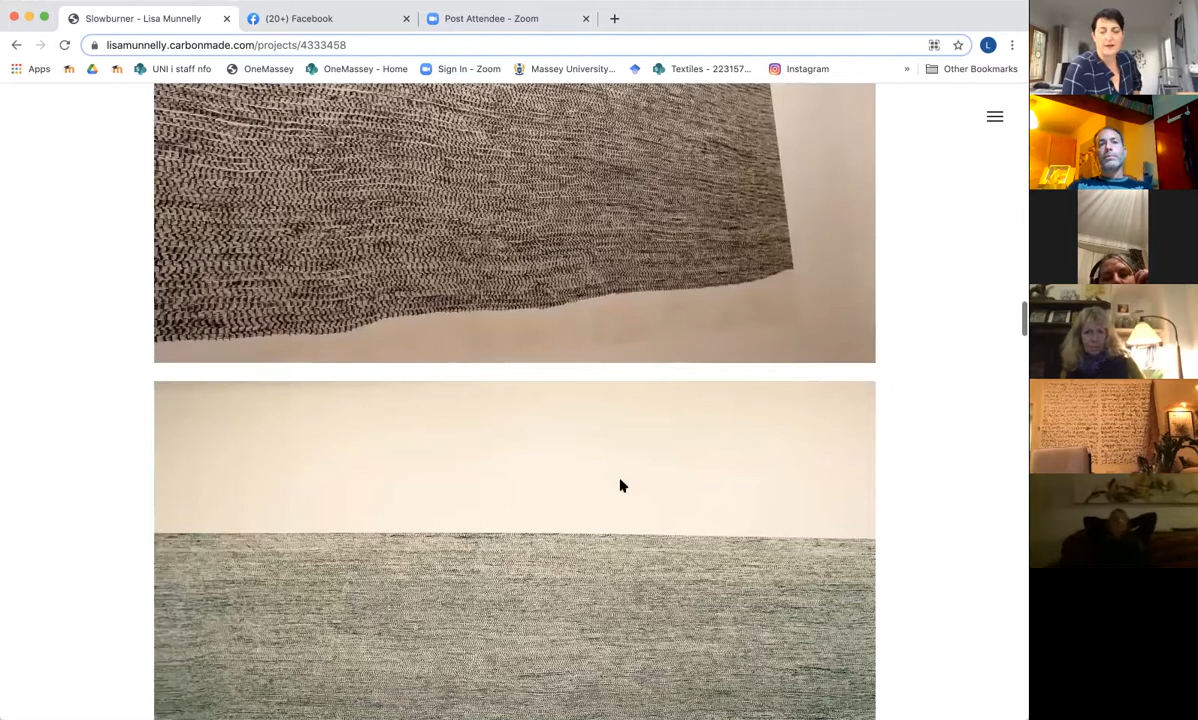 Slowburner - Lisa Munnelly
(20+) Facebook
Post Attendee - Zoom
lisamunnelly.carbonmade.com/projects/4333458
L
Apps
UNI i staff nfo
OneMassey
OneMassey - Home
Sign In - Zoom
Massey University...
Textiles - 223157...
Instagram
»
Other Bookmarks